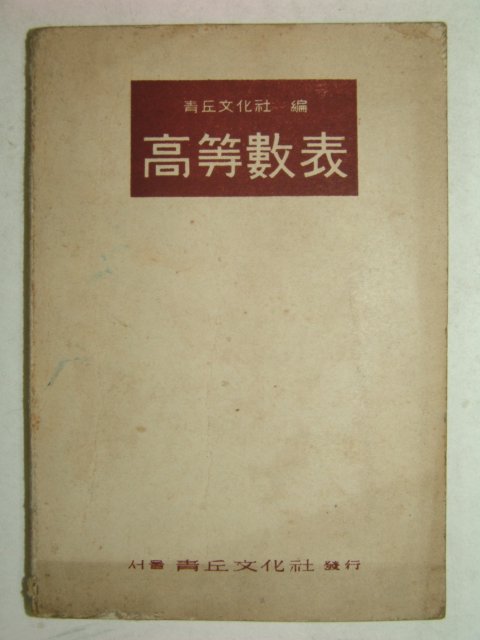 青丘文化社 編
高等數表
서울 青丘文化社 發行